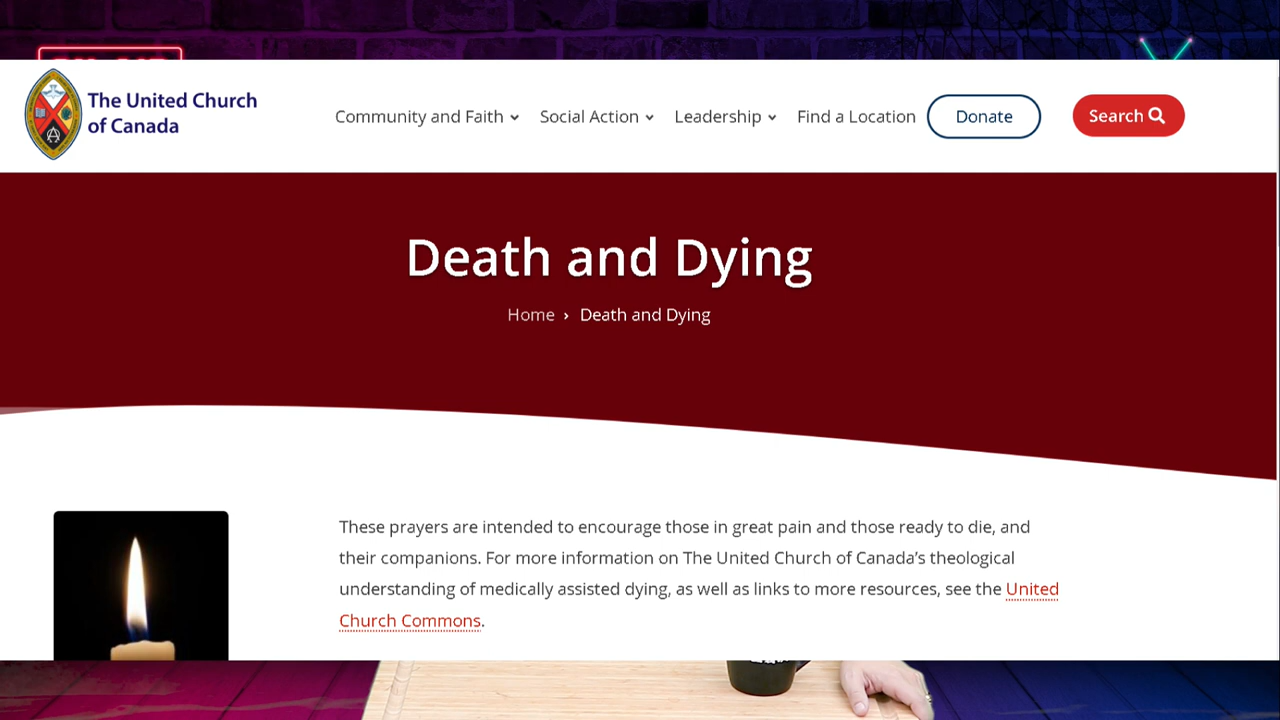 The United Church
of Canada
Community and Faith
Social Action
Leadership
Find a Location
Donate
Search
Death and Dying
Home › Death and Dying
These prayers are intended to encourage those in great pain and those ready to die, and
their companions. For more information on The United Church of Canada’s theological
understanding of medically assisted dying, as well as links to more resources, see the United
Church Commons.